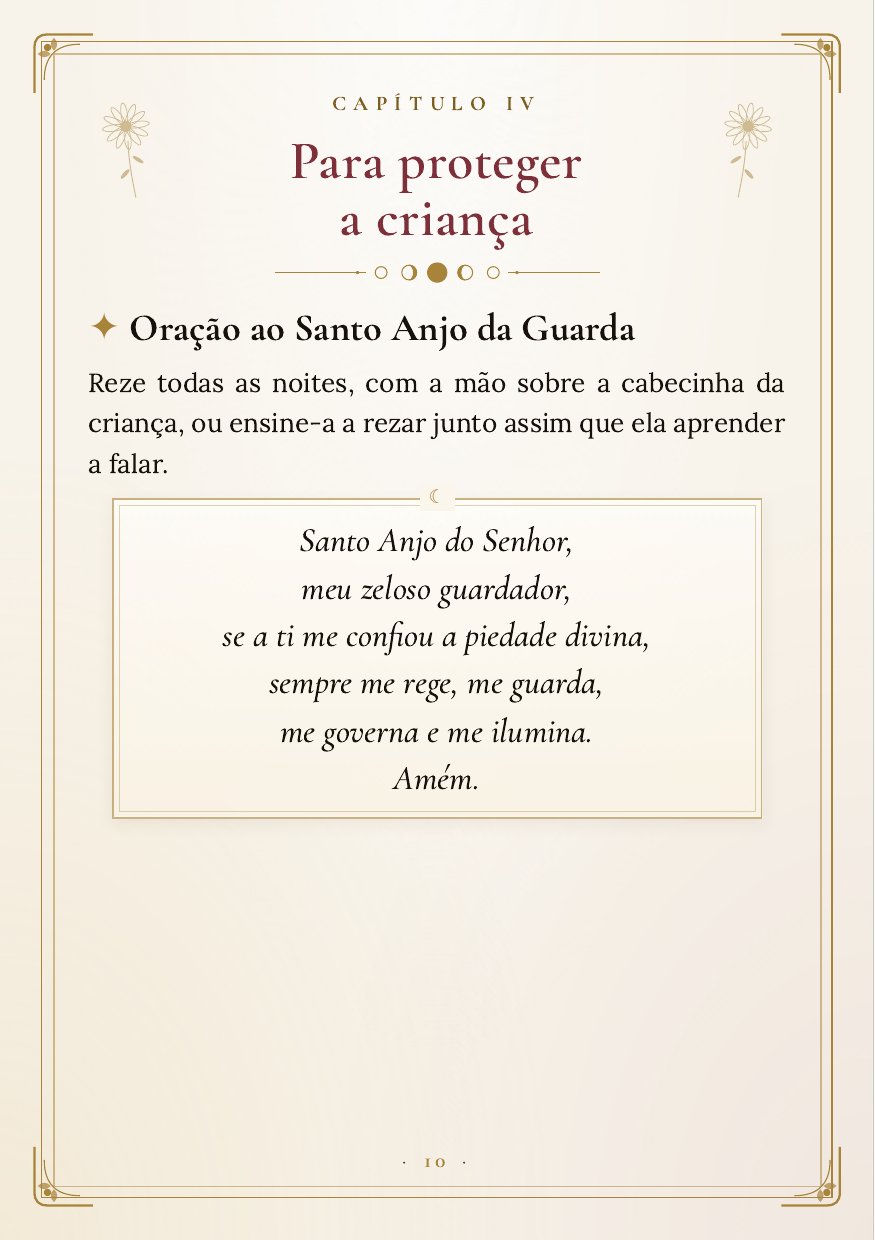 CAPÍTULO IV
Para proteger
a criança
Oração ao Santo Anjo da Guarda
Reze todas as noites, com a mão sobre a cabecinha da
criança, ou ensine-a a rezar junto assim que ela aprender
a falar.
Santo Anjo do Senhor,
meu zeloso guardador,
se a ti me confiou a piedade divina,
sempre me rege, me guarda,
me governa e me ilumina.
Amém.
· 10 ·